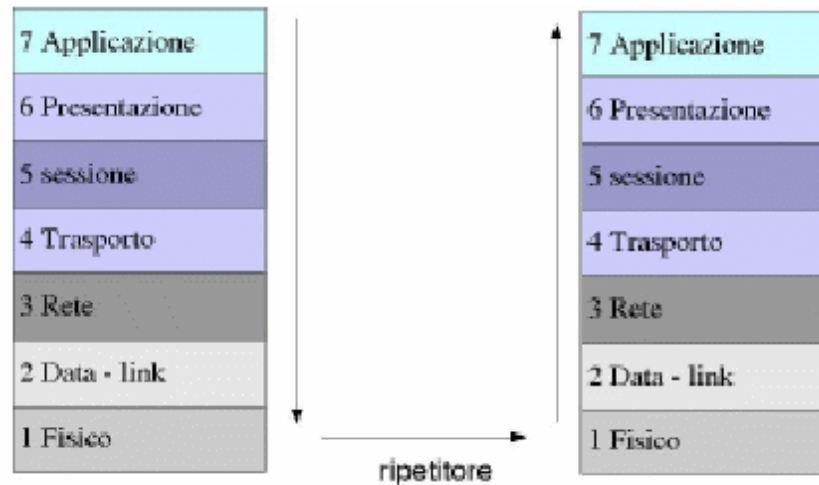 7 Applicazione
6 Presentazione
5 sessione
4 Trasporto
3 Rete
2 Data - link
1 Fisico
ripetitore
7 Applicazione
6 Presentazione
5 sessione
4 Trasporto
3 Rete
2 Data - link
1 Fisico